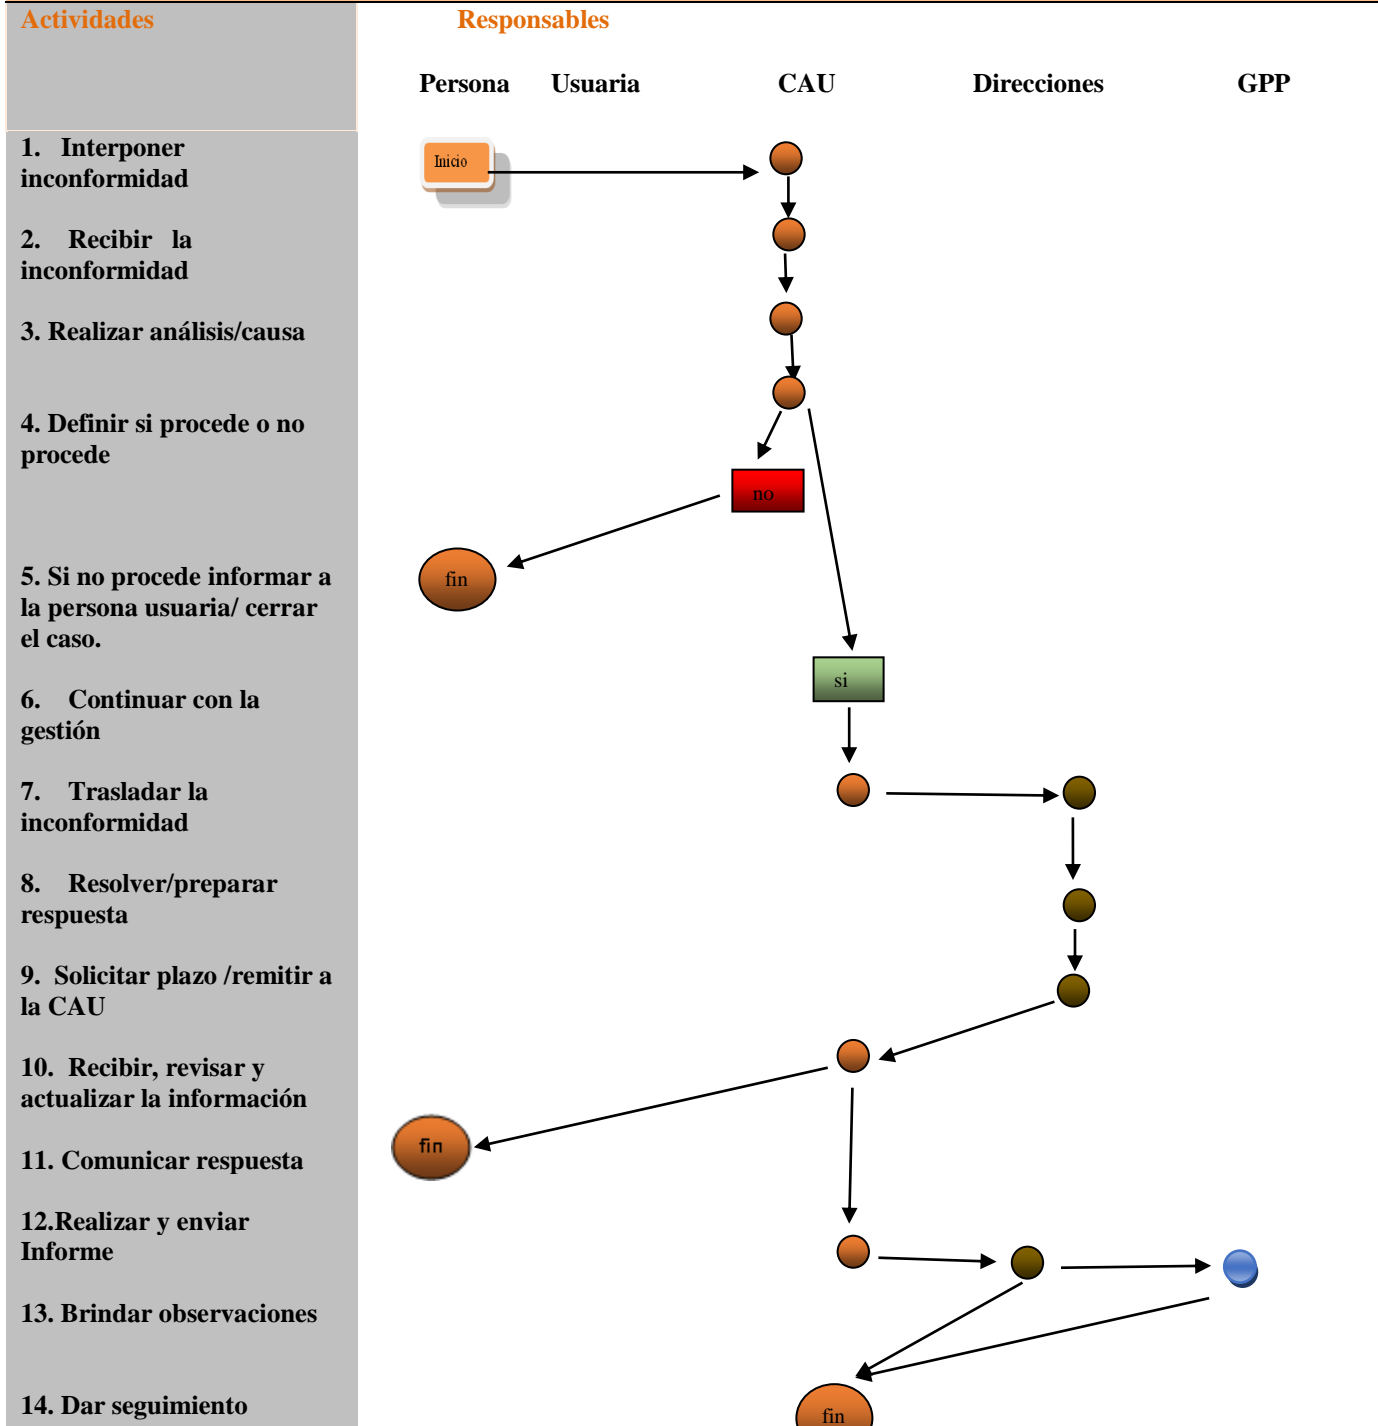 Actividades
Responsables
Persona Usuaria CAU Direcciones GPP
1. Interponer
inconformidad
Inicio
2. Recibir la
inconformidad
3. Realizar análisis/causa
4. Definir si procede o no
procede
no
5. Si no procede informar a
la persona usuaria/ cerrar
el caso.
fin
6. Continuar con la
gestión
si
7. Trasladar la
inconformidad
8. Resolver/preparar
respuesta
9. Solicitar plazo /remitir a
la CAU
10. Recibir, revisar y
actualizar la información
11. Comunicar respuesta
fin
12.Realizar y enviar
Informe
13. Brindar observaciones
14. Dar seguimiento
fin